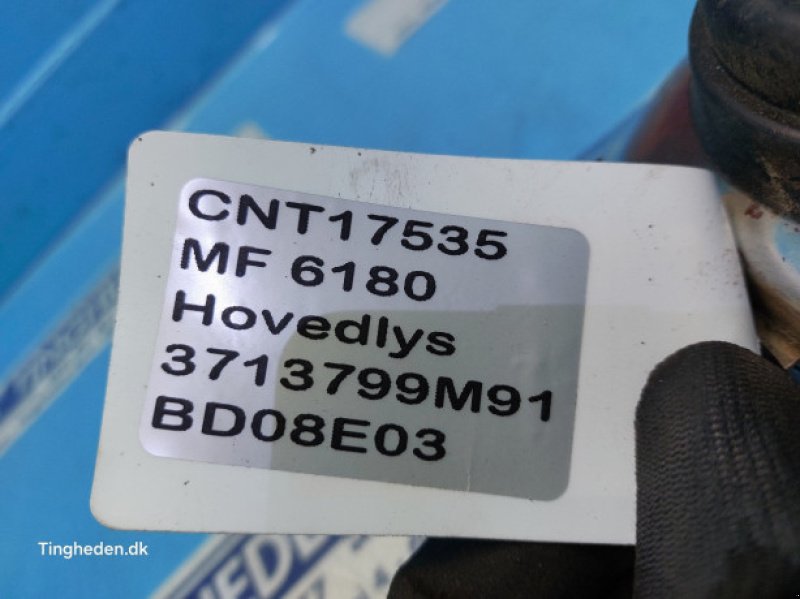 CNT17535
MF 6180
Hovedlys
3713799M91
BD08E03
Tingheden.dk